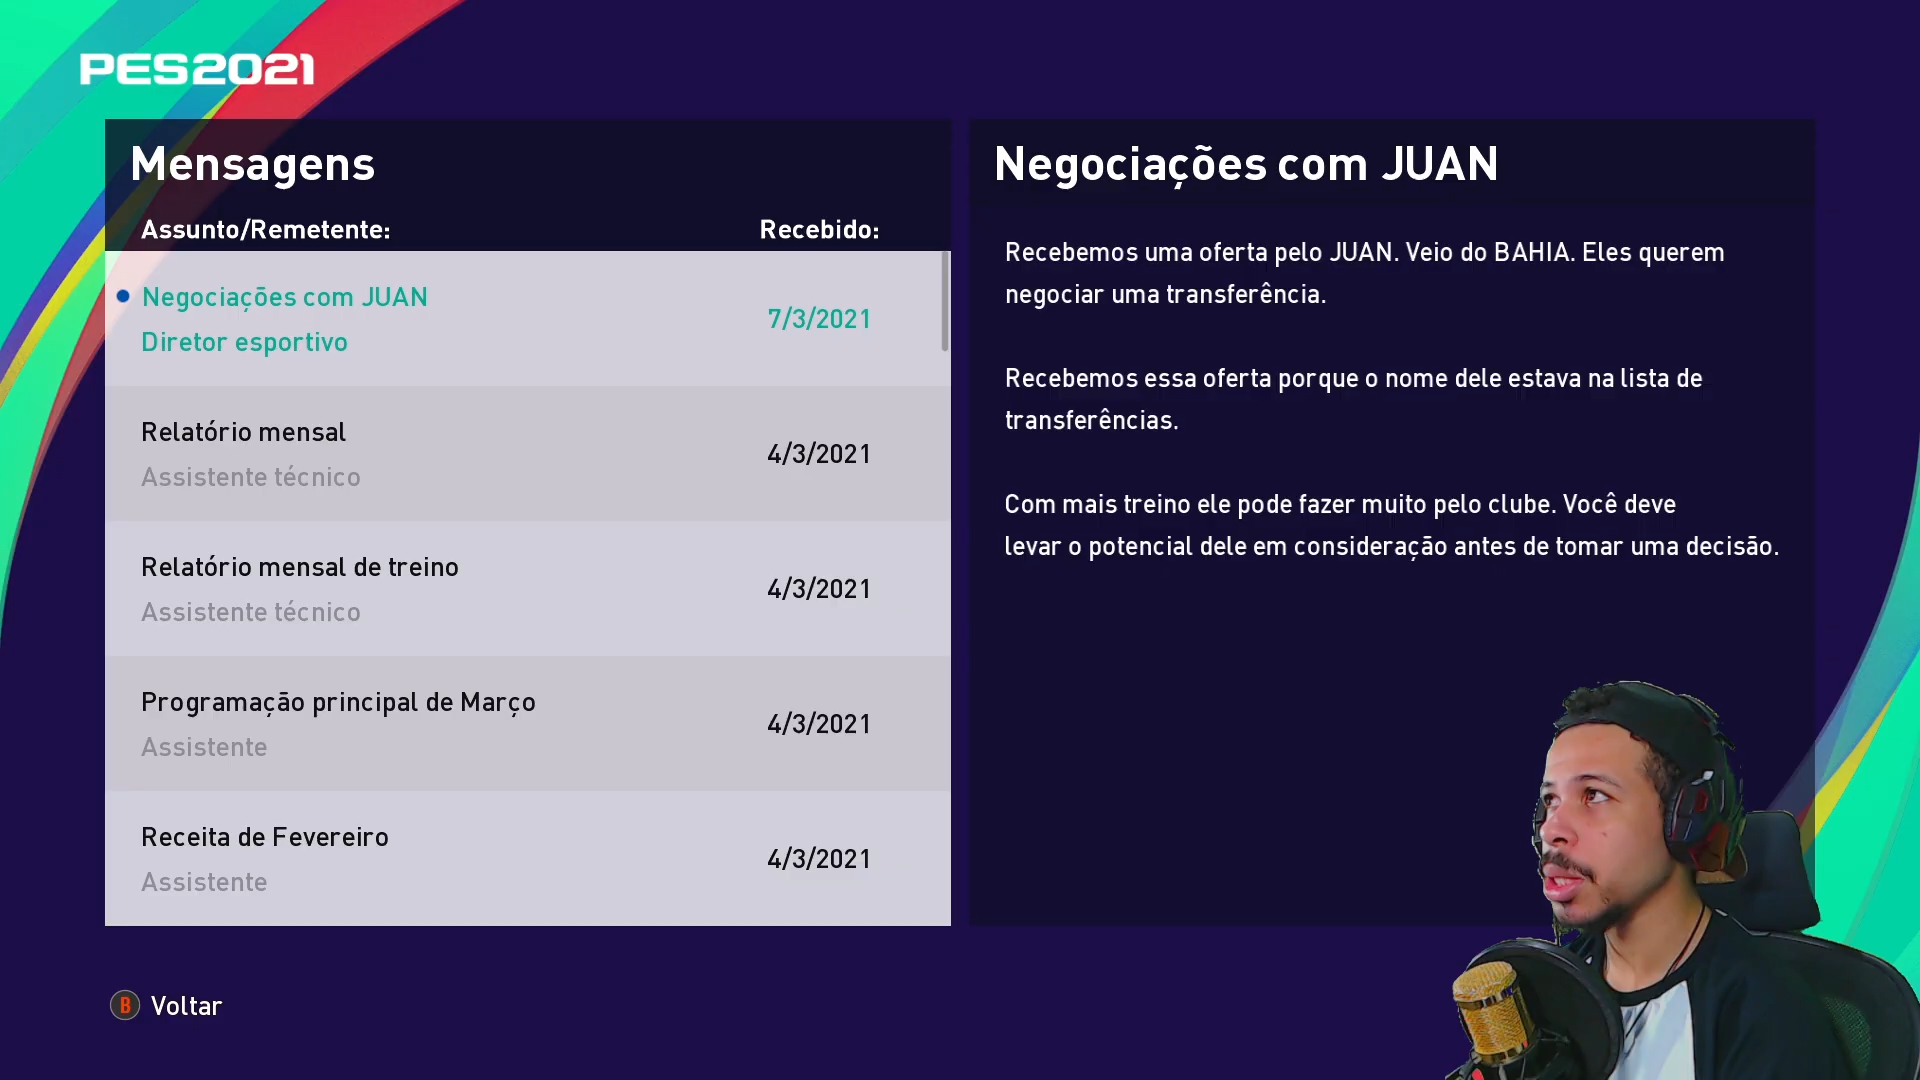 PES2021
Mensagens
Assunto/Remetente:
Recebido:
Negociações com JUAN
Diretor esportivo
7/3/2021
Relatório mensal
Assistente técnico
4/3/2021
Relatório mensal de treino
Assistente técnico
4/3/2021
Programação principal de Março
Assistente
4/3/2021
Receita de Fevereiro
Assistente
4/3/2021
Negociações com JUAN
Recebemos uma oferta pelo JUAN. Veio do BAHIA. Eles querem
negociar uma transferência.
Recebemos essa oferta porque o nome dele estava na lista de
transferências.
Com mais treino ele pode fazer muito pelo clube. Você deve
levar o potencial dele em consideração antes de tomar uma decisão.
B Voltar